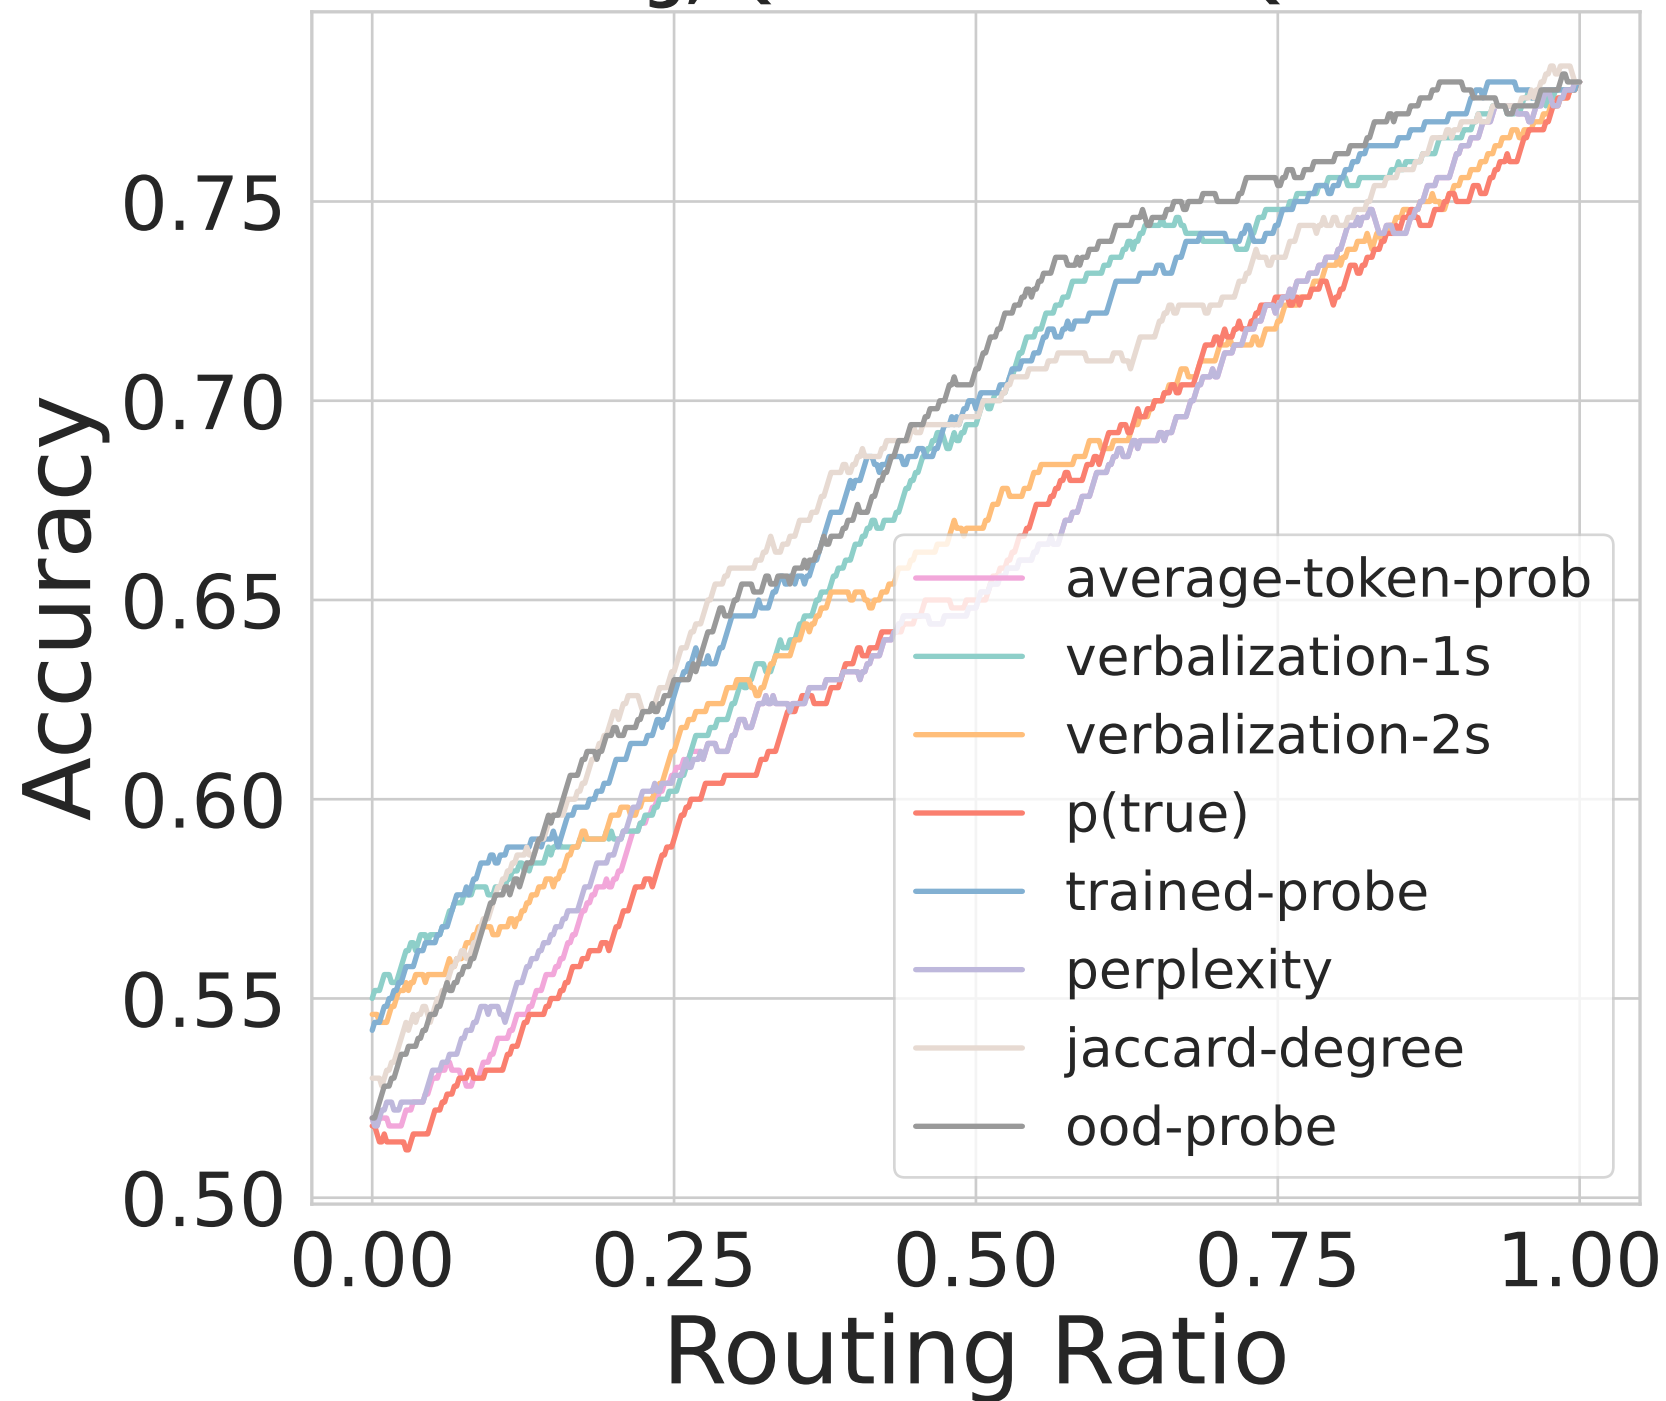 Accuracy
0.75
0.70
0.65
0.60
0.55
0.50
average-token-prob
verbalization-1s
verbalization-2s
p(true)
trained-probe
perplexity
jaccard-degree
ood-probe
0.00 0.25 0.50 0.75 1.00
Routing Ratio